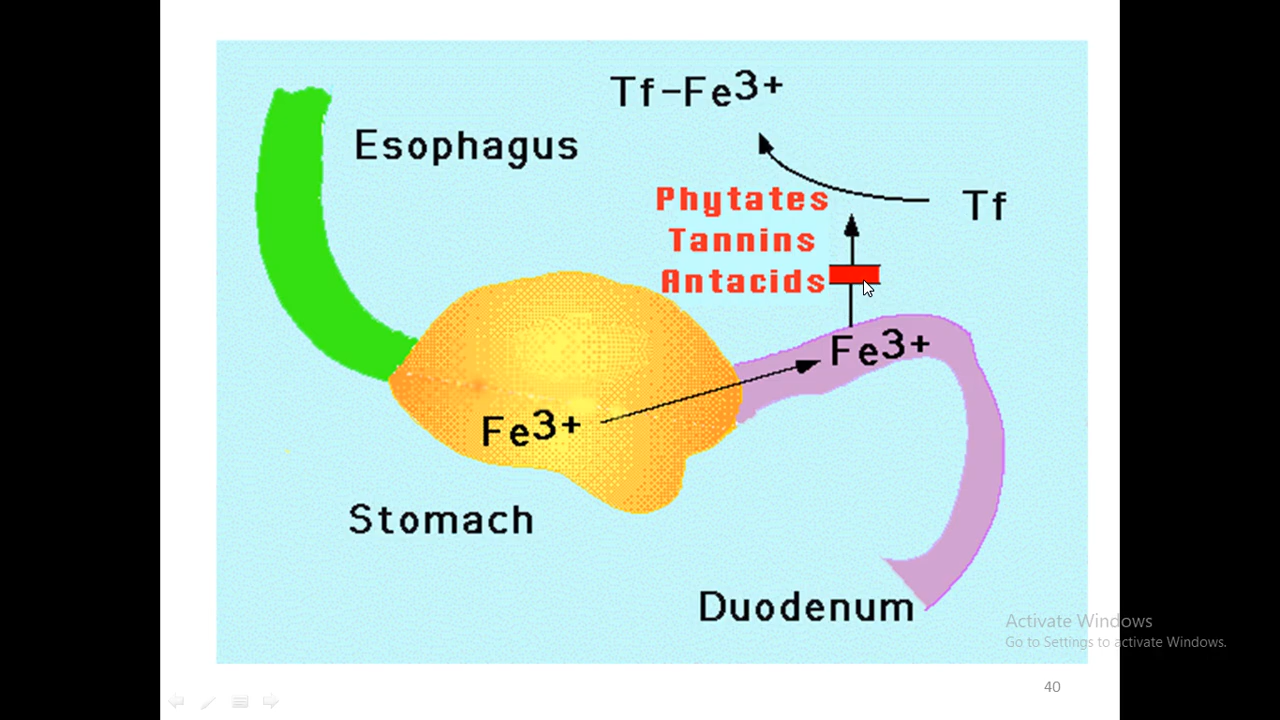 Tf-Fe3+
Esophagus
Phytates
Tf
Tannins
Antacids
Fe3+
Fe3+
Stomach
Duodenum
Activate Windows
Go to Settings to activate Windows.
40